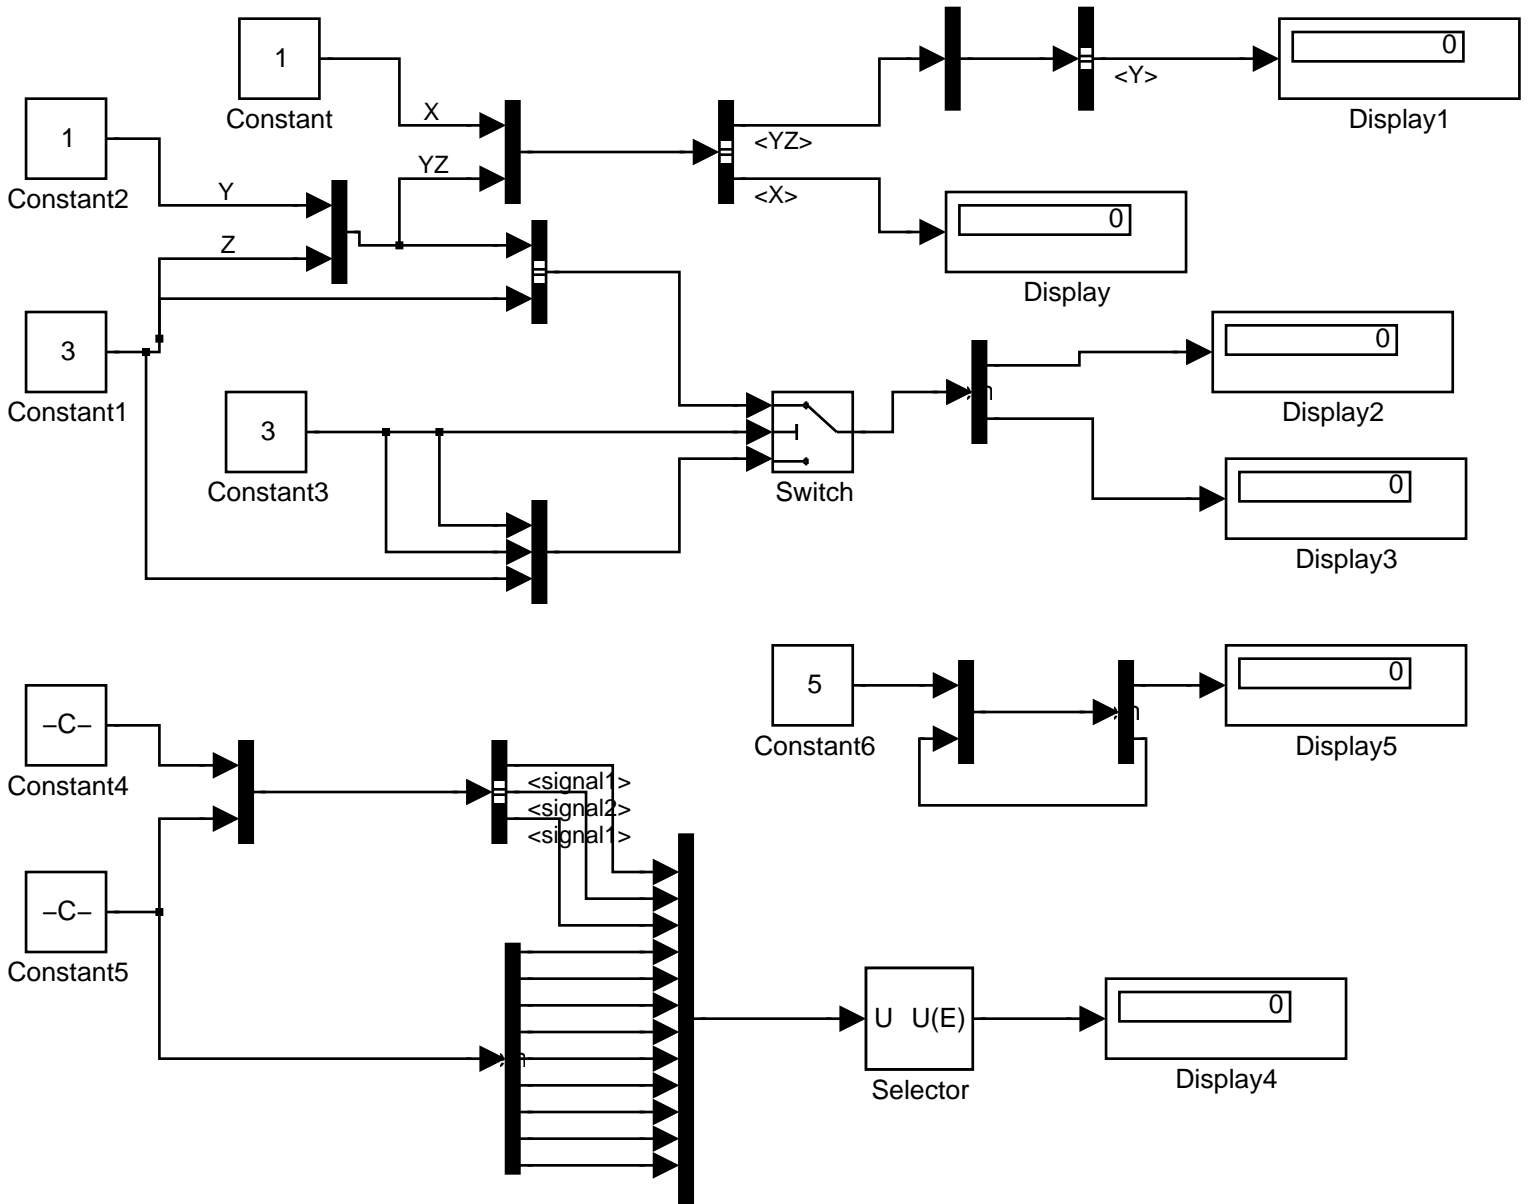 1
0
<Y>
Constant
Display1
X
1
<YZ>
YZ
Constant2
Y
<X>
0
Z
Display
3
0
Constant1
Display2
3
Constant3
Switch
0
Display3
5
0
–C–
Constant6
Display5
Constant4
<signal1>
<signal2>
<signal1>
–C–
Constant5
U U(E)
0
Selector
Display4